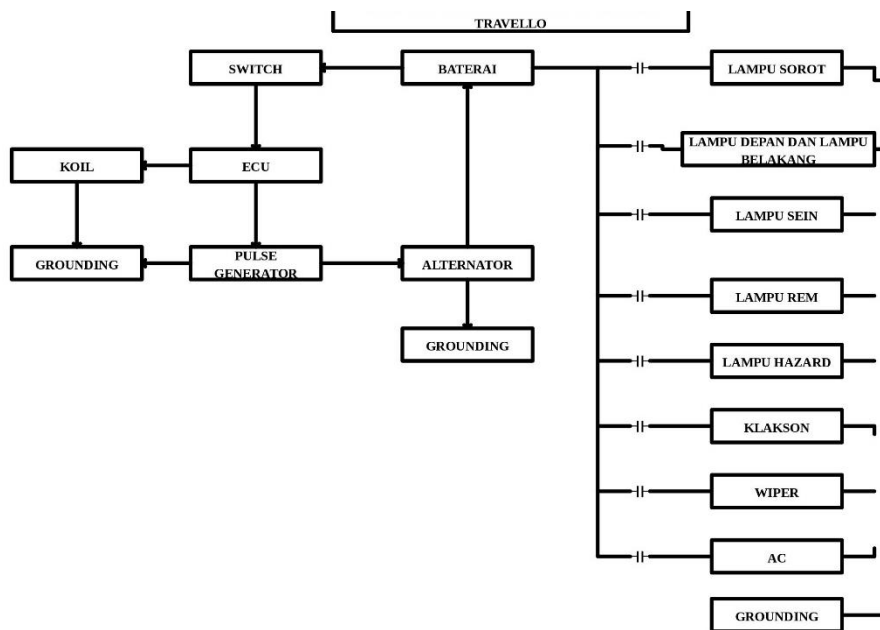 TRAVELLO
SWITCH
BATERAI
LAMPU SOROT
LAMPU DEPAN DAN LAMPU
BELAKANG
KOIL
ECU
LAMPU SEIN
GROUNDING
PULSE
GENERATOR
ALTERNATOR
LAMPU REM
GROUNDING
LAMPU HAZARD
KLAKSON
WIPER
AC
GROUNDING